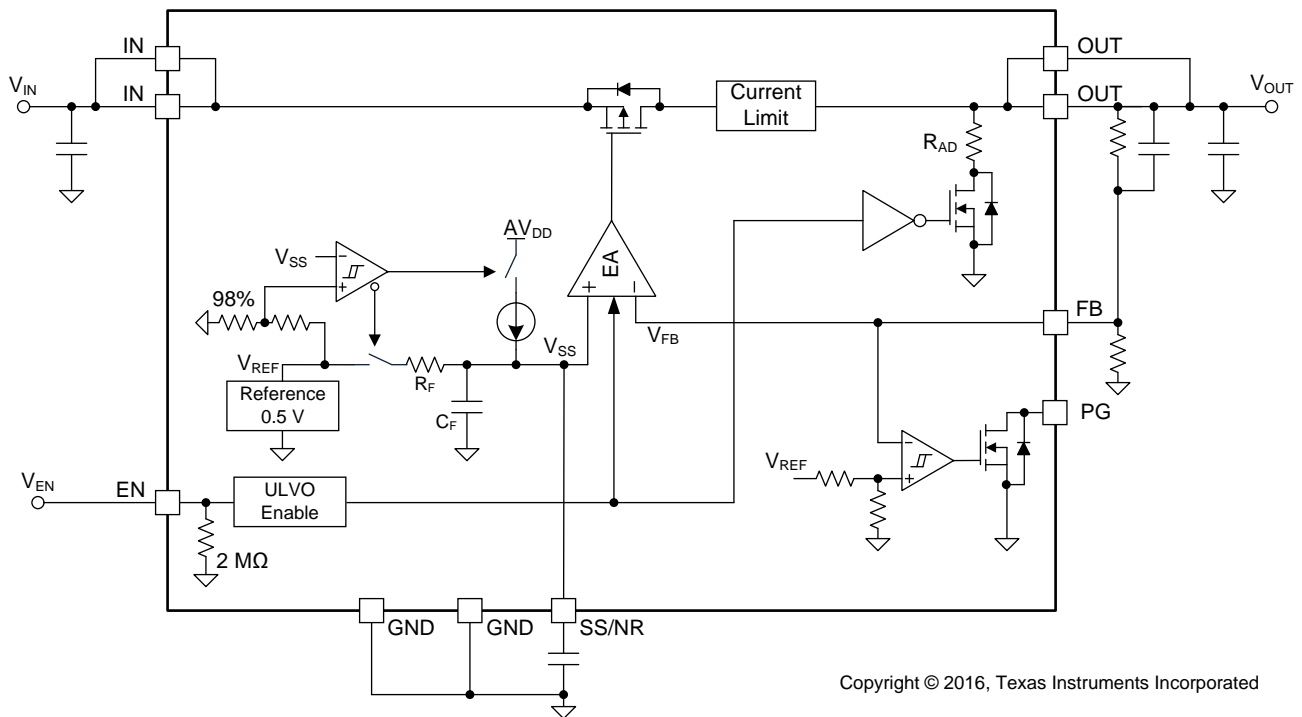 IN
OUT
VIN
IN
Current
Limit
OUT
VOUT
RAD
AVDD
VSS
EA
+
−
−
+
98%
FB
VSS
VFB
VREF
RF
Reference
0.5 V
CF
PG
VREF
−
+
VEN
EN
ULVO
Enable
2 MΩ
GND
GND
SS/NR
Copyright © 2016, Texas Instruments Incorporated